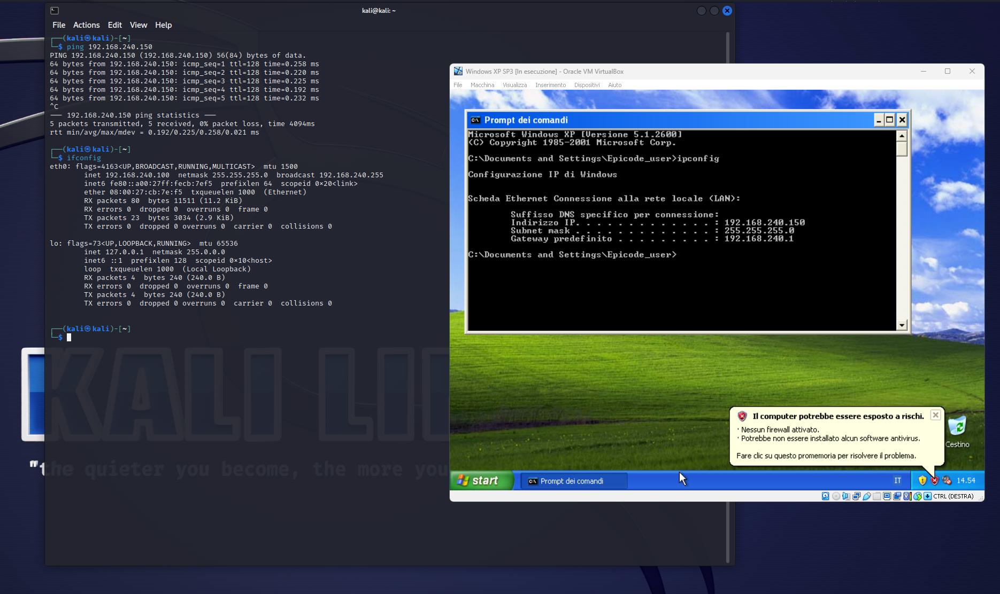 kali@kali: ~
File Actions Edit View Help
┌──(kali㉿kali)-[~]
└─$ ping 192.168.240.150
PING 192.168.240.150 (192.168.240.150) 56(84) bytes of data.
64 bytes from 192.168.240.150: icmp_seq=1 ttl=128 time=0.258 ms
64 bytes from 192.168.240.150: icmp_seq=2 ttl=128 time=0.220 ms
64 bytes from 192.168.240.150: icmp_seq=3 ttl=128 time=0.225 ms
64 bytes from 192.168.240.150: icmp_seq=4 ttl=128 time=0.192 ms
64 bytes from 192.168.240.150: icmp_seq=5 ttl=128 time=0.232 ms
^C
--- 192.168.240.150 ping statistics ---
5 packets transmitted, 5 received, 0% packet loss, time 4094ms
rtt min/avg/max/mdev = 0.192/0.225/0.258/0.021 ms
┌──(kali㉿kali)-[~]
└─$ ifconfig
eth0: flags=4163<UP,BROADCAST,RUNNING,MULTICAST>  mtu 1500
inet 192.168.240.100  netmask 255.255.255.0  broadcast 192.168.240.255
inet6 fe80::a00:27ff:fecb:7ef5  prefixlen 64  scopeid 0×20<link>
ether 08:00:27:cb:7e:f5  txqueuelen 1000  (Ethernet)
RX packets 80  bytes 11511 (11.2 KiB)
RX errors 0  dropped 0  overruns 0  frame 0
TX packets 23  bytes 3034 (2.9 KiB)
TX errors 0  dropped 0 overruns 0  carrier 0  collisions 0
lo: flags=73<UP,LOOPBACK,RUNNING>  mtu 65536
inet 127.0.0.1  netmask 255.0.0.0
inet6 ::1  prefixlen 128  scopeid 0×10<host>
loop  txqueuelen 1000  (Local Loopback)
RX packets 4  bytes 240 (240.0 B)
RX errors 0  dropped 0  overruns 0  frame 0
TX packets 4  bytes 240 (240.0 B)
TX errors 0  dropped 0 overruns 0  carrier 0  collisions 0
┌──(kali㉿kali)-[~]
└─$
KALI LI
"the quieter you become, the more you
Windows XP SP3 [In esecuzione] - Oracle VM VirtualBox
File Macchina Visualizza Inserimento Dispositivi Aiuto
Prompt dei comandi
Microsoft Windows XP [Versione 5.1.2600]
(C) Copyright 1985-2001 Microsoft Corp.
C:\Documents and Settings\Epicode_user>ipconfig
Configurazione IP di Windows
Scheda Ethernet Connessione alla rete locale (LAN):
Suffisso DNS specifico per connessione:
Indirizzo IP. . . . . . . . . . . . . : 192.168.240.150
Subnet mask . . . . . . . . . . . . . : 255.255.255.0
Gateway predefinito . . . . . . . . . : 192.168.240.1
C:\Documents and Settings\Epicode_user>
Il computer potrebbe essere esposto a rischi.
· Nessun firewall attivato.
· Potrebbe non essere installato alcun software antivirus.
Fare clic su questo promemoria per risolvere il problema.
Cestino
start
Prompt dei comandi
IT
14.54
CTRL (DESTRA)